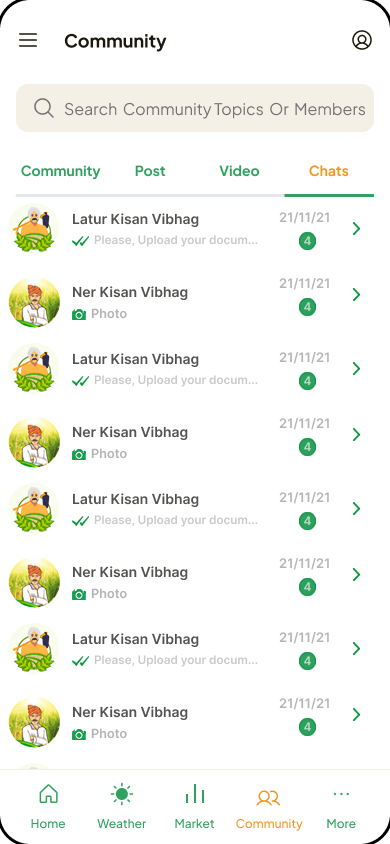 Community
Search Community Topics Or Members
Community Post Video Chats
Latur Kisan Vibhag 21/11/21
Please, Upload your docum... 4
Ner Kisan Vibhag 21/11/21
Photo 4
Latur Kisan Vibhag 21/11/21
Please, Upload your docum... 4
Ner Kisan Vibhag 21/11/21
Photo 4
Latur Kisan Vibhag 21/11/21
Please, Upload your docum... 4
Ner Kisan Vibhag 21/11/21
Photo 4
Latur Kisan Vibhag 21/11/21
Please, Upload your docum... 4
Ner Kisan Vibhag 21/11/21
Photo 4
Home Weather Market Community More